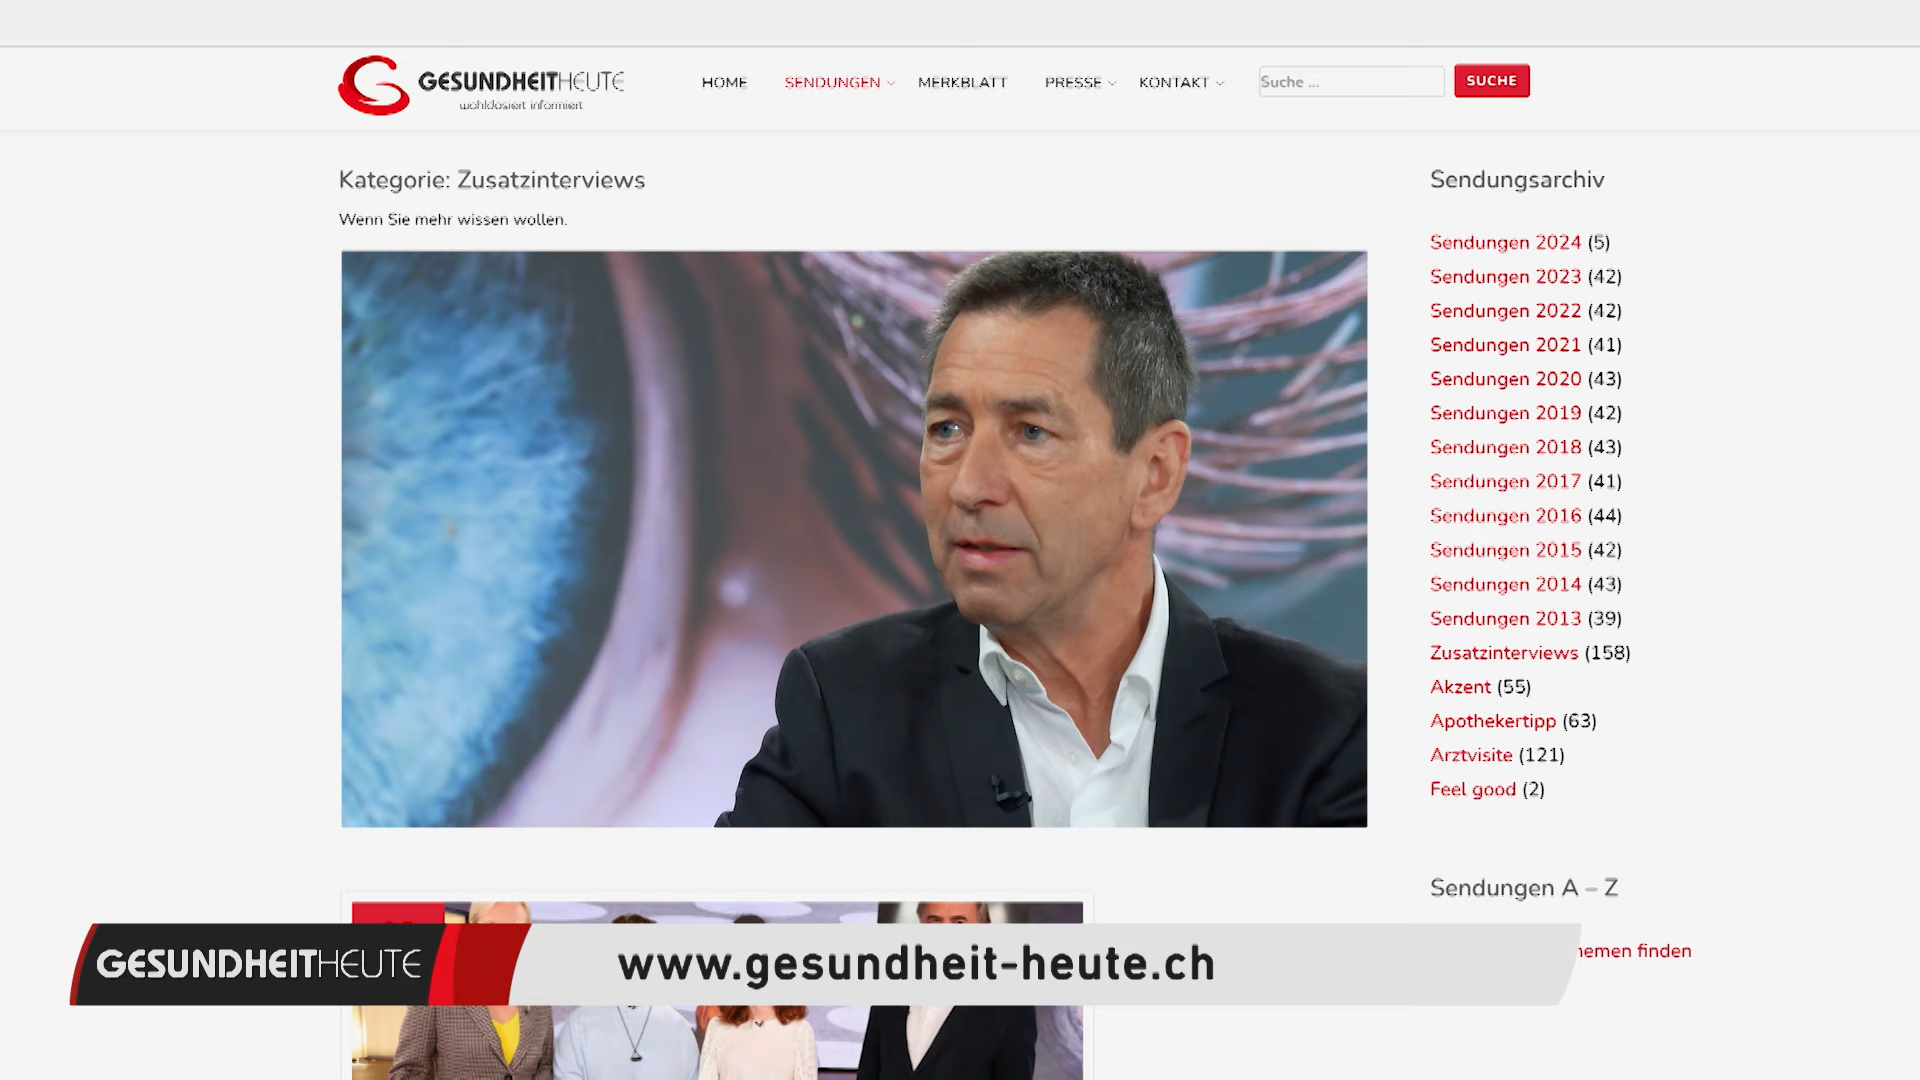 GESUNDHEITHEUTE
wohldosiert informiert
HOME
SENDUNGEN
MERKBLATT
PRESSE
KONTAKT
Suche ...
SUCHE
Kategorie: Zusatzinterviews
Wenn Sie mehr wissen wollen.
Sendungsarchiv
Sendungen 2024 (5)
Sendungen 2023 (42)
Sendungen 2022 (42)
Sendungen 2021 (41)
Sendungen 2020 (43)
Sendungen 2019 (42)
Sendungen 2018 (43)
Sendungen 2017 (41)
Sendungen 2016 (44)
Sendungen 2015 (42)
Sendungen 2014 (43)
Sendungen 2013 (39)
Zusatzinterviews (158)
Akzent (55)
Apothekertipp (63)
Arztvisite (121)
Feel good (2)
Sendungen A – Z
finden
GESUNDHEITHEUTE
www.gesundheit-heute.ch